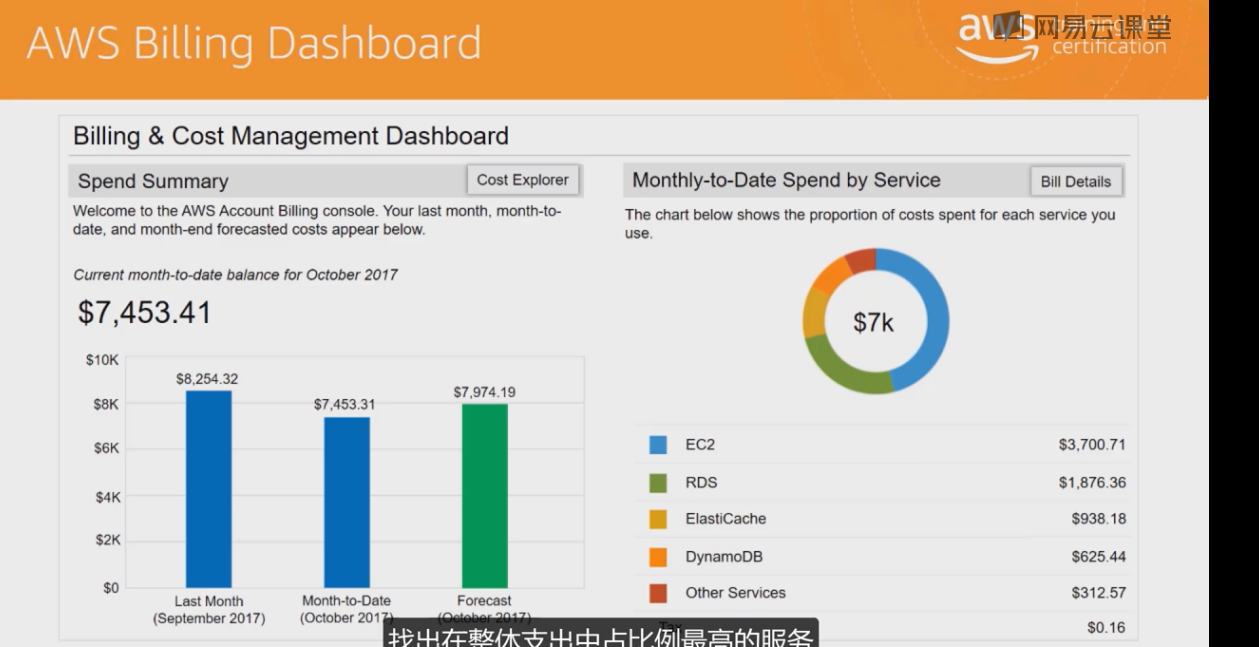 AWS Billing Dashboard
aws
网易云课堂
training and
certification
Billing & Cost Management Dashboard
Spend Summary
Cost Explorer
Welcome to the AWS Account Billing console. Your last month, month-to-
date, and month-end forecasted costs appear below.
Current month-to-date balance for October 2017
$7,453.41
$10K
$8K
$6K
$4K
$2K
$0
$8,254.32
$7,453.31
$7,974.19
Last Month
(September 2017)
Month-to-Date
(October 2017)
Forecast
(October 2017)
Monthly-to-Date Spend by Service
Bill Details
The chart below shows the proportion of costs spent for each service you
use.
$7k
EC2 $3,700.71
RDS $1,876.36
ElastiCache $938.18
DynamoDB $625.44
Other Services $312.57
Tax $0.16
找出在整体支出中占比例最高的服务